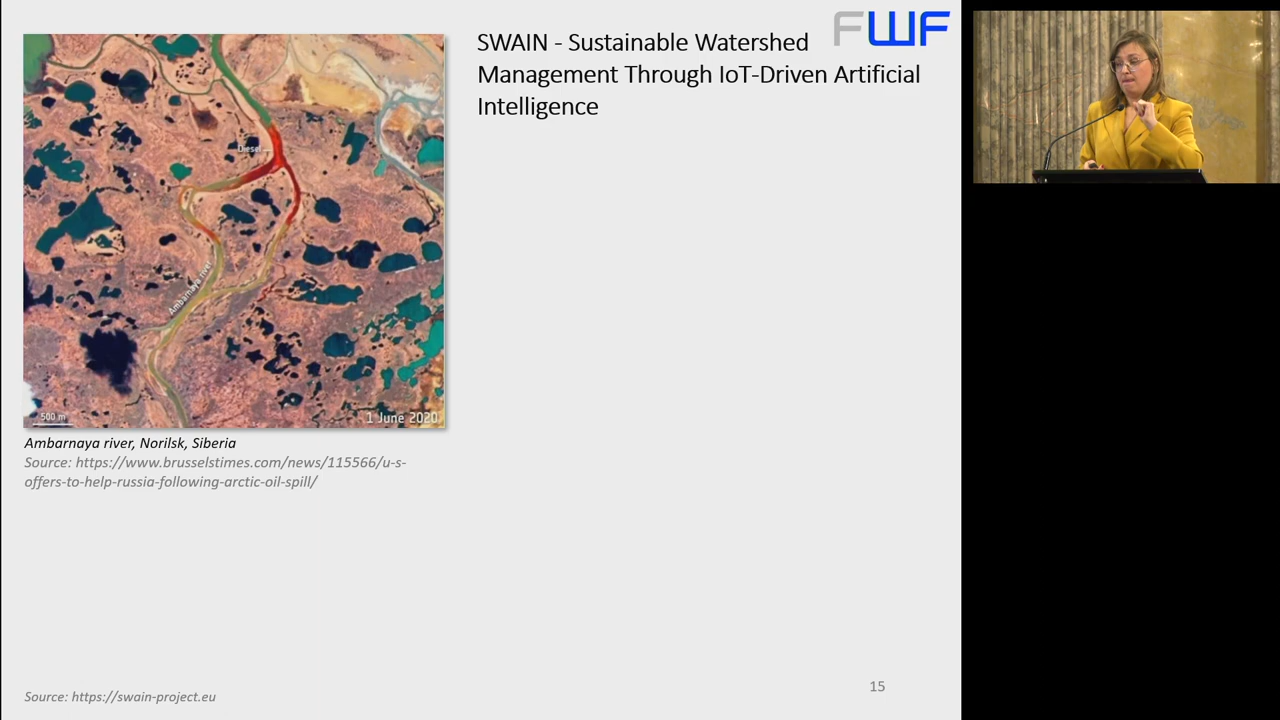 FWF
SWAIN - Sustainable Watershed
Management Through IoT-Driven Artificial
Intelligence
Diesel
Ambarnaya river
500 m
1 June 2020
Ambarnaya river, Norilsk, Siberia
Source: https://www.brusselstimes.com/news/115566/u-s-
offers-to-help-russia-following-arctic-oil-spill/
Source: https://swain-project.eu
15